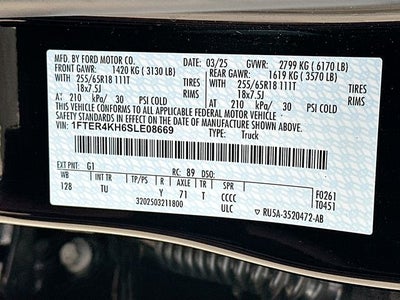 MFD. BY FORD MOTOR CO. DATE: 03/25 GVWR: 2799 KG ( 6170 LB)
FRONT GAWR: 1420 KG ( 3130 LB) REAR GAWR: 1619 KG ( 3570 LB)
WITH TIRES WITH TIRES
255/65R18 111T 255/65R18 111T
18x7.5J RIMS 18x7.5J RIMS
AT 210 kPa/ 30 PSI COLD AT 210 kPa/ 30 PSI COLD
THIS VEHICLE CONFORMS TO ALL APPLICABLE FEDERAL MOTOR VEHICLE
SAFETY STANDARDS IN EFFECT ON THE DATE OF MANUFACTURE SHOWN ABOVE.
VIN: 1FTER4KH6SLE08669
TYPE: Truck
EXT PNT: G1 RC: 89 DSO:
WB TR TP/PS R AXLE TR SPR
128 TU Y 71 T CCCC
F0261
T0451
3202503211800 ULC RU5A-3520472-AB